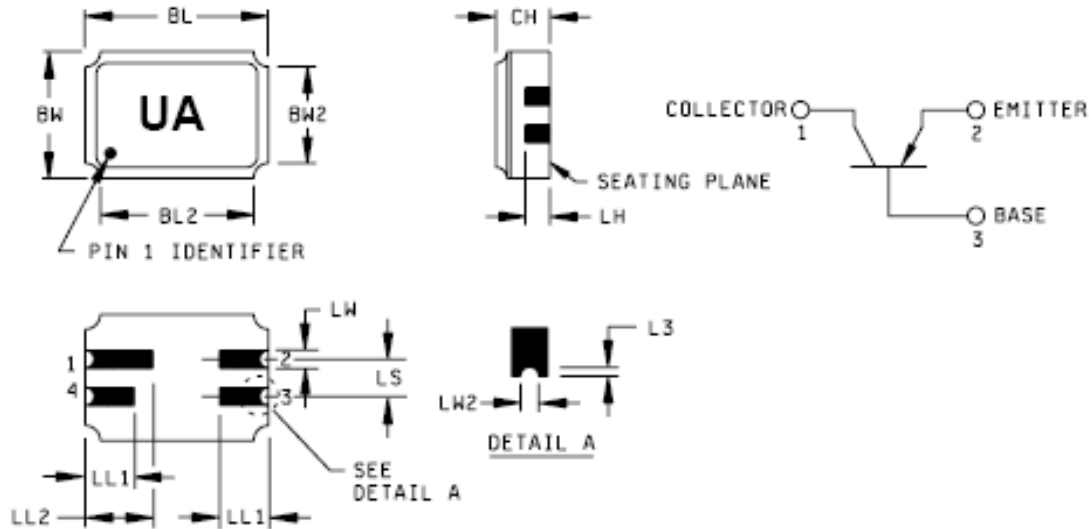 BL
CH
BW
UA
BW2
COLLECTOR
1
EMITTER
2
SEATING PLANE
BL2
LH
BASE
3
PIN 1 IDENTIFIER
LW
L3
1
2
LS
4
3
LW2
DETAIL A
LL1
SEE
DETAIL A
LL2
LL1